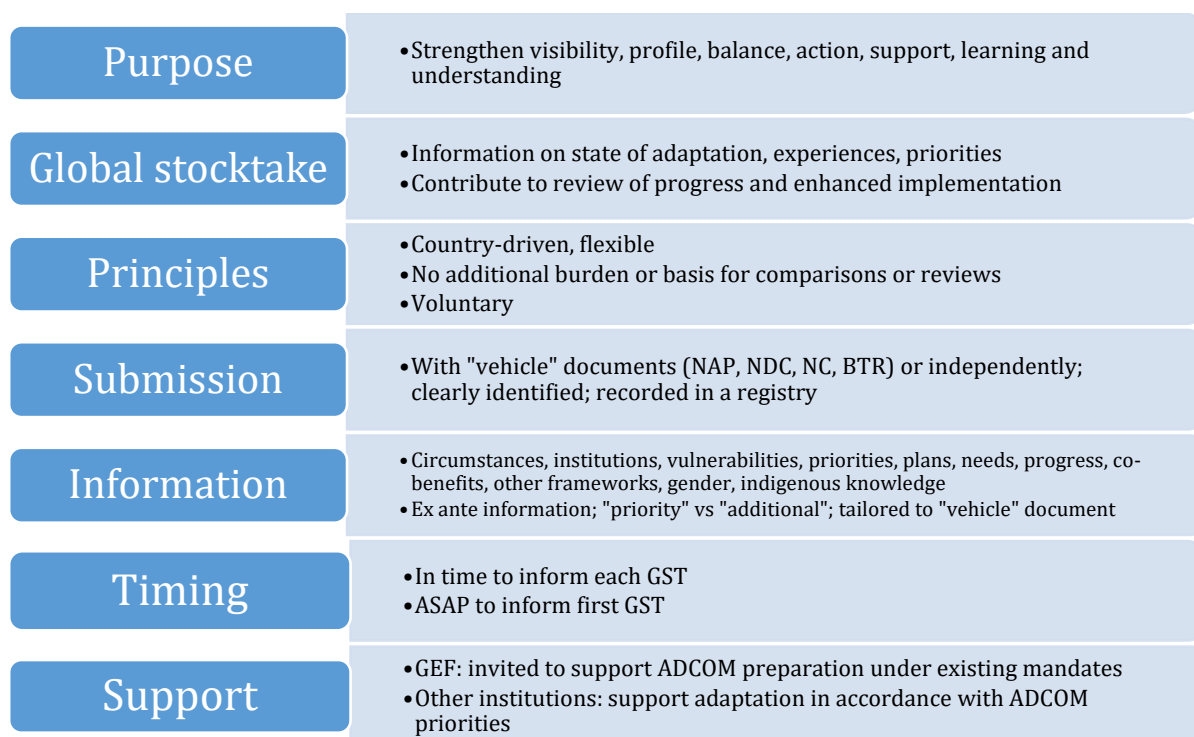 Purpose
•Strengthen visibility, profile, balance, action, support, learning and
understanding
Global stocktake
•Information on state of adaptation, experiences, priorities
•Contribute to review of progress and enhanced implementation
Principles
•Country-driven, flexible
•No additional burden or basis for comparisons or reviews
•Voluntary
Submission
•With "vehicle" documents (NAP, NDC, NC, BTR) or independently;
clearly identified; recorded in a registry
Information
•Circumstances, institutions, vulnerabilities, priorities, plans, needs, progress, co-
benefits, other frameworks, gender, indigenous knowledge
•Ex ante information; "priority" vs "additional"; tailored to "vehicle" document
Timing
•In time to inform each GST
•ASAP to inform first GST
Support
•GEF: invited to support ADCOM preparation under existing mandates
•Other institutions: support adaptation in accordance with ADCOM
priorities